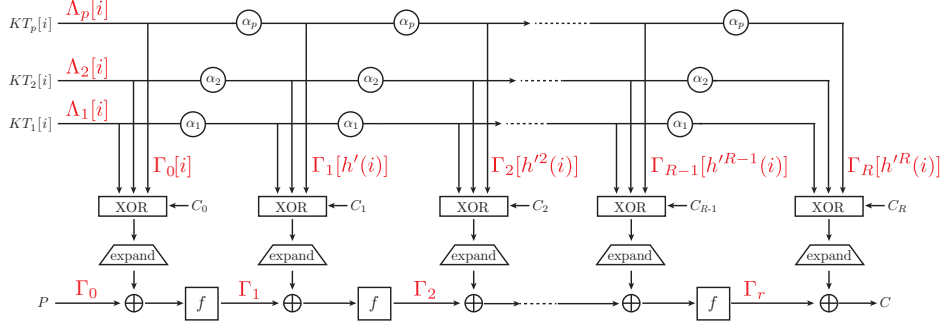 KT_p[i] Λ_p[i] α_p α_p α_p
KT_2[i] Λ_2[i] α_2 α_2 α_2
KT_1[i] Λ_1[i] α_1 α_1 α_1
Γ_0[i] Γ_1[h′(i)] Γ_2[h′²(i)] Γ_{R−1}[h′^{R−1}(i)] Γ_R[h′^R(i)]
XOR C_0 XOR C_1 XOR C_2 XOR C_{R-1} XOR C_R
expand expand expand expand expand
P Γ_0 f Γ_1 f Γ_2 f Γ_r C